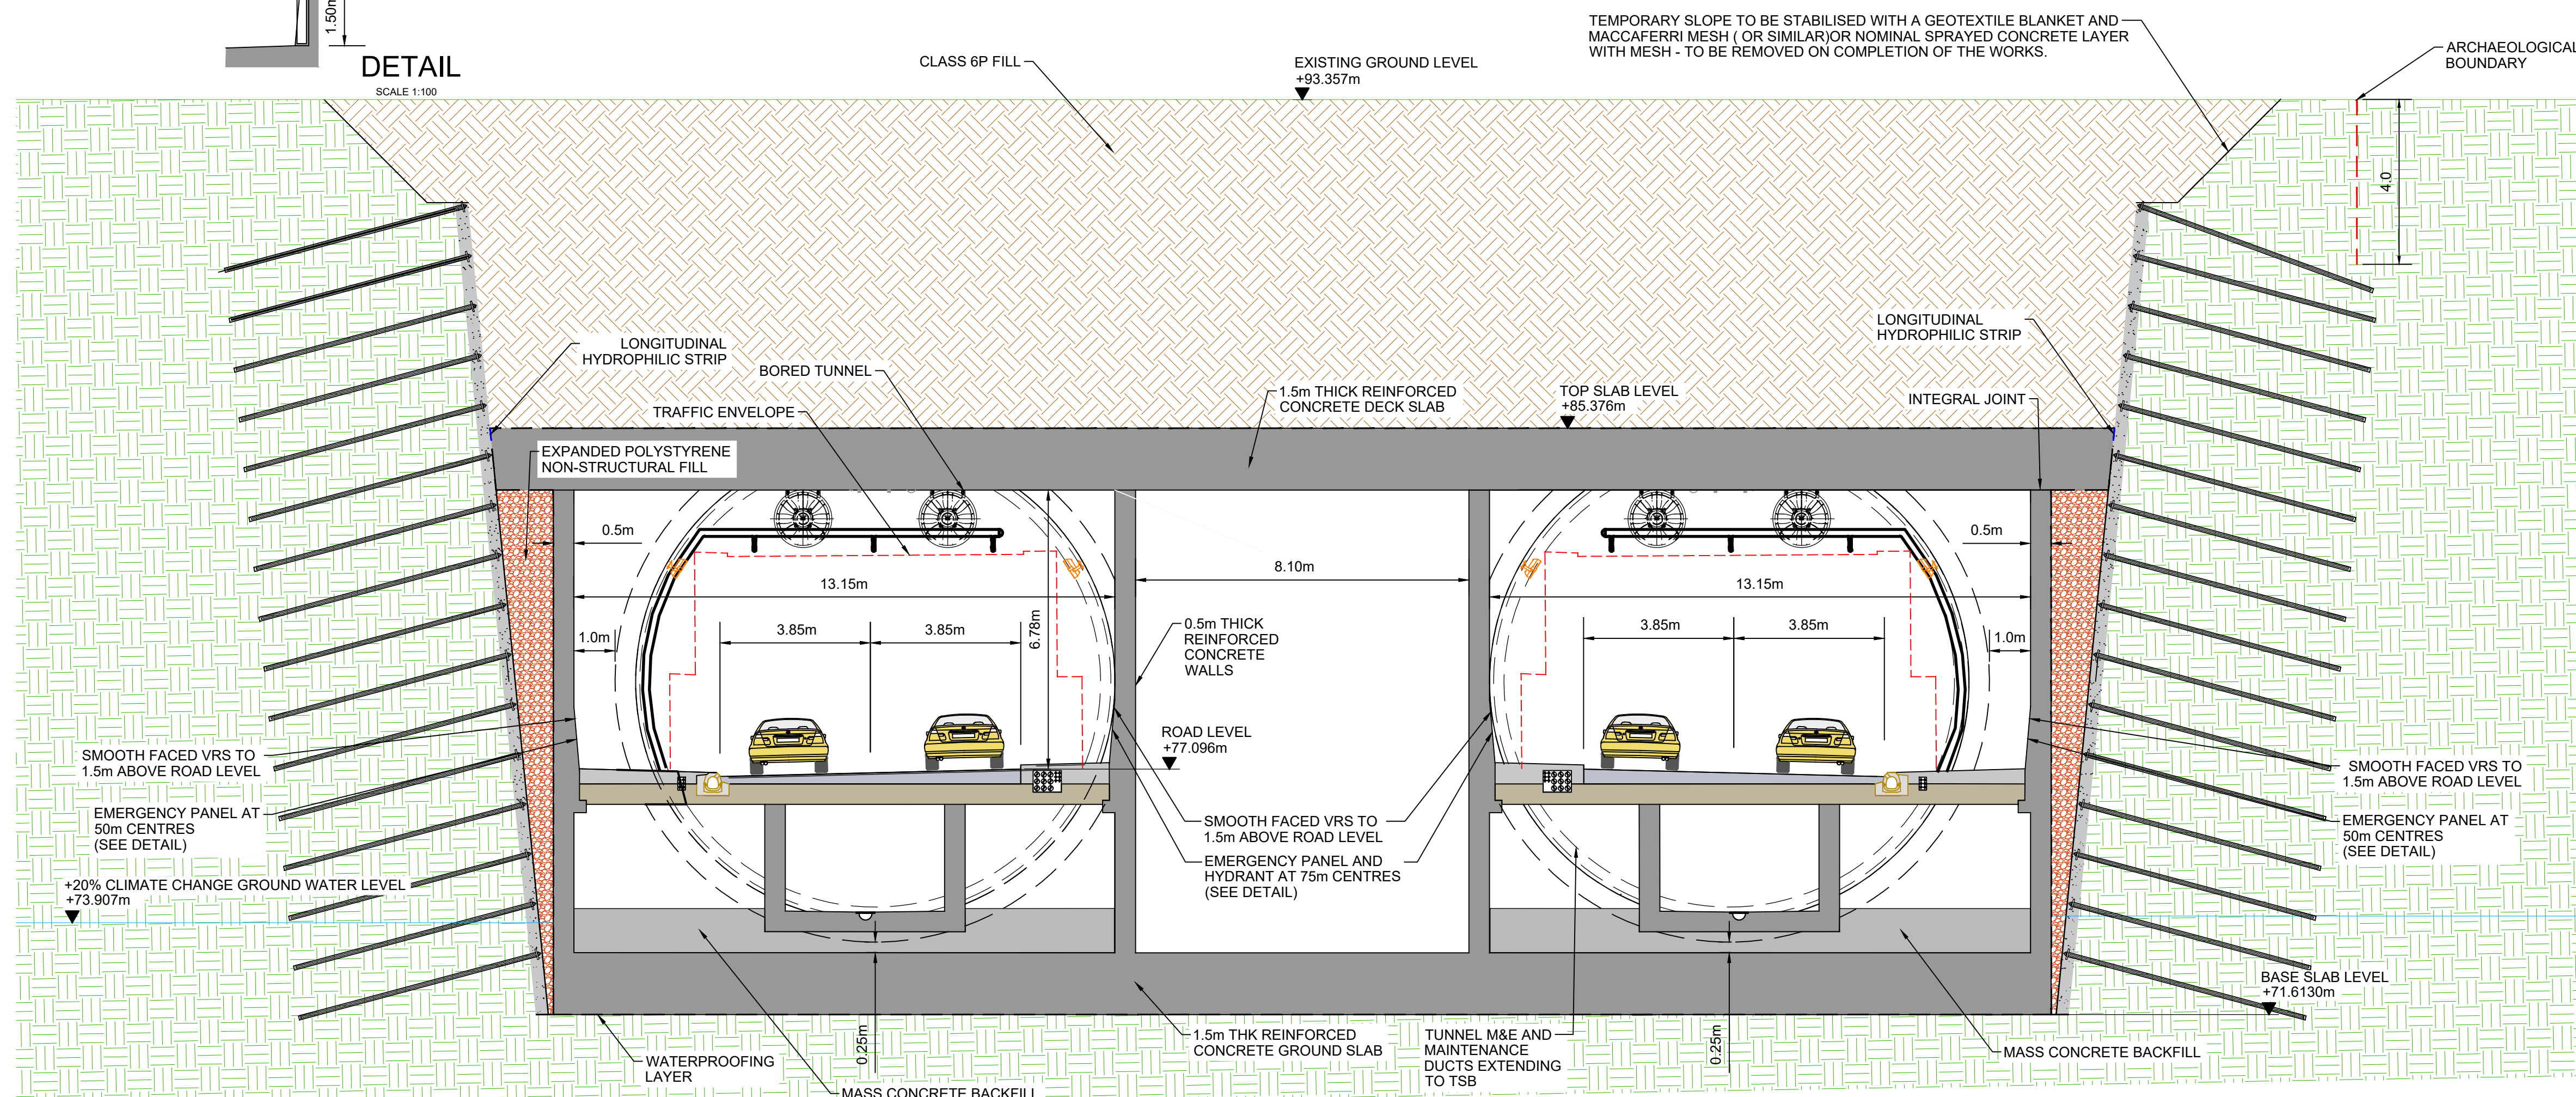 1.50m
DETAIL
SCALE 1:100
CLASS 6P FILL
EXISTING GROUND LEVEL
+93.357m
TEMPORARY SLOPE TO BE STABILISED WITH A GEOTEXTILE BLANKET AND
MACCAFERRI MESH ( OR SIMILAR)OR NOMINAL SPRAYED CONCRETE LAYER
WITH MESH - TO BE REMOVED ON COMPLETION OF THE WORKS.
ARCHAEOLOGICAL
BOUNDARY
4.0
LONGITUDINAL
HYDROPHILIC STRIP
BORED TUNNEL
TRAFFIC ENVELOPE
1.5m THICK REINFORCED
CONCRETE DECK SLAB
TOP SLAB LEVEL
+85.376m
LONGITUDINAL
HYDROPHILIC STRIP
INTEGRAL JOINT
EXPANDED POLYSTYRENE
NON-STRUCTURAL FILL
0.5m
13.15m
1.0m
3.85m
3.85m
6.78m
8.10m
0.5m THICK
REINFORCED
CONCRETE
WALLS
0.5m
13.15m
3.85m
3.85m
1.0m
ROAD LEVEL
+77.096m
SMOOTH FACED VRS TO
1.5m ABOVE ROAD LEVEL
EMERGENCY PANEL AT
50m CENTRES
(SEE DETAIL)
+20% CLIMATE CHANGE GROUND WATER LEVEL
+73.907m
SMOOTH FACED VRS TO
1.5m ABOVE ROAD LEVEL
EMERGENCY PANEL AND
HYDRANT AT 75m CENTRES
(SEE DETAIL)
SMOOTH FACED VRS TO
1.5m ABOVE ROAD LEVEL
EMERGENCY PANEL AT
50m CENTRES
(SEE DETAIL)
BASE SLAB LEVEL
+71.6130m
0.25m
0.25m
WATERPROOFING
LAYER
MASS CONCRETE BACKFILL
1.5m THK REINFORCED
CONCRETE GROUND SLAB
TUNNEL M&E AND
MAINTENANCE
DUCTS EXTENDING
TO TSB
MASS CONCRETE BACKFILL